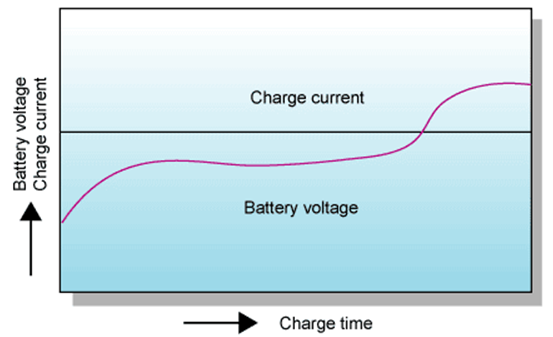 Battery voltage
Charge current
Charge current
Battery voltage
Charge time